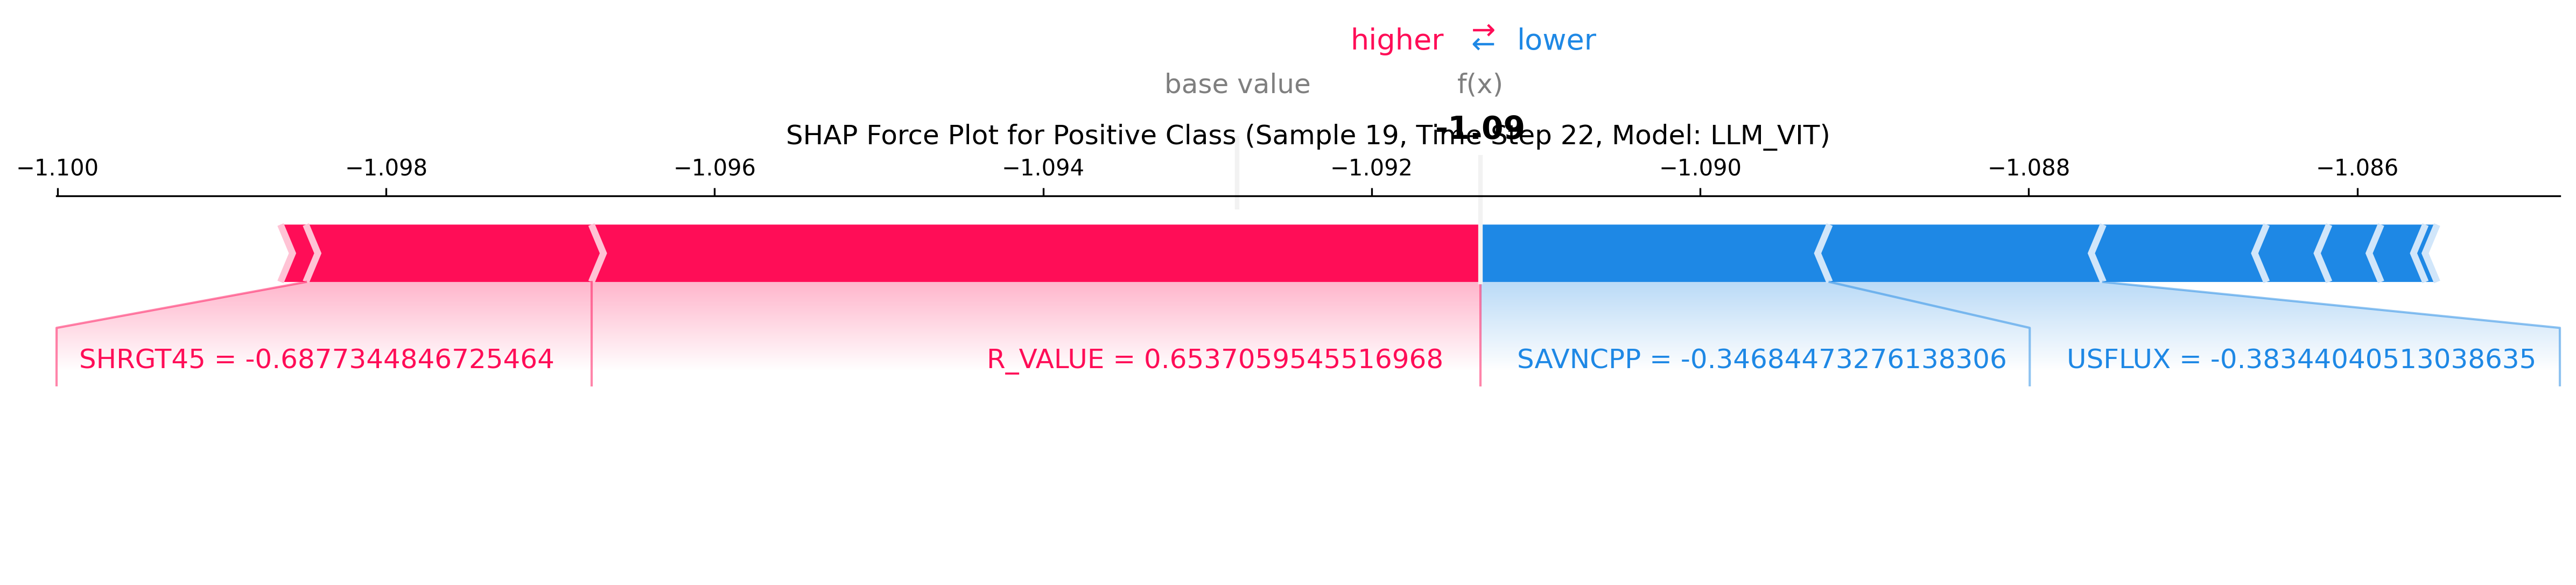 higher ⇄ lower
base value f(x)
-1.09
SHAP Force Plot for Positive Class (Sample 19, Time Step 22, Model: LLM_VIT)
−1.100 −1.098 −1.096 −1.094 −1.092 −1.090 −1.088 −1.086
SHRGT45 = -0.6877344846725464 R_VALUE = 0.6537059545516968 SAVNCPP = -0.34684473276138306 USFLUX = -0.38344040513038635